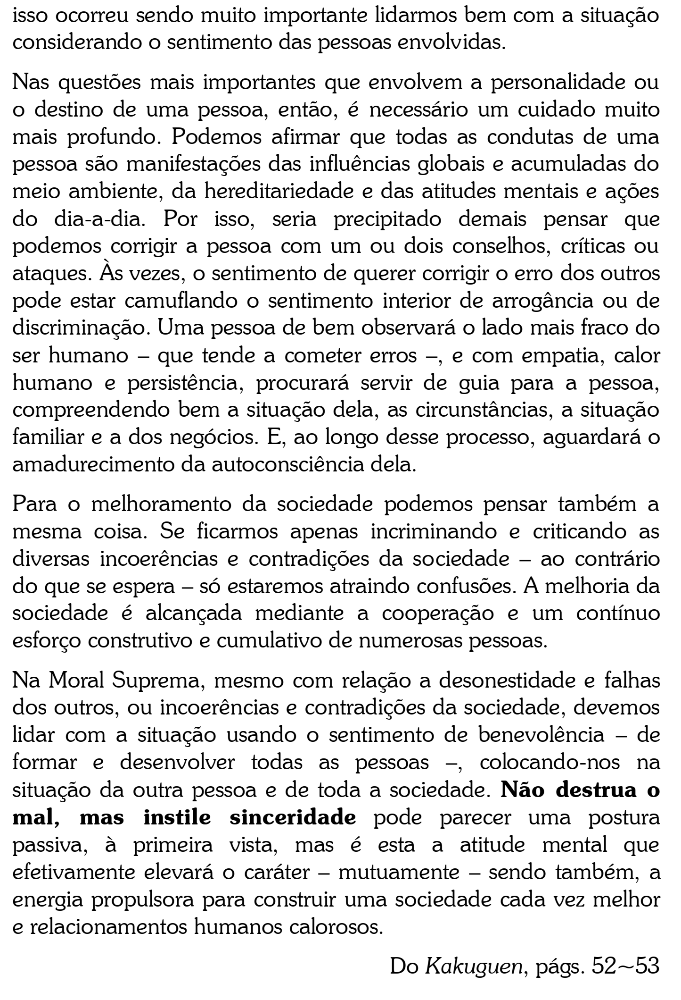 isso ocorreu sendo muito importante lidarmos bem com a situação
considerando o sentimento das pessoas envolvidas.
Nas questões mais importantes que envolvem a personalidade ou
o destino de uma pessoa, então, é necessário um cuidado muito
mais profundo. Podemos afirmar que todas as condutas de uma
pessoa são manifestações das influências globais e acumuladas do
meio ambiente, da hereditariedade e das atitudes mentais e ações
do dia-a-dia. Por isso, seria precipitado demais pensar que
podemos corrigir a pessoa com um ou dois conselhos, críticas ou
ataques. Às vezes, o sentimento de querer corrigir o erro dos outros
pode estar camuflando o sentimento interior de arrogância ou de
discriminação. Uma pessoa de bem observará o lado mais fraco do
ser humano – que tende a cometer erros –, e com empatia, calor
humano e persistência, procurará servir de guia para a pessoa,
compreendendo bem a situação dela, as circunstâncias, a situação
familiar e a dos negócios. E, ao longo desse processo, aguardará o
amadurecimento da autoconsciência dela.
Para o melhoramento da sociedade podemos pensar também a
mesma coisa. Se ficarmos apenas incriminando e criticando as
diversas incoerências e contradições da sociedade – ao contrário
do que se espera – só estaremos atraindo confusões. A melhoria da
sociedade é alcançada mediante a cooperação e um contínuo
esforço construtivo e cumulativo de numerosas pessoas.
Na Moral Suprema, mesmo com relação a desonestidade e falhas
dos outros, ou incoerências e contradições da sociedade, devemos
lidar com a situação usando o sentimento de benevolência – de
formar e desenvolver todas as pessoas –, colocando-nos na
situação da outra pessoa e de toda a sociedade. Não destrua o
mal, mas instile sinceridade pode parecer uma postura
passiva, à primeira vista, mas é esta a atitude mental que
efetivamente elevará o caráter – mutuamente – sendo também, a
energia propulsora para construir uma sociedade cada vez melhor
e relacionamentos humanos calorosos.
Do Kakuguen, págs. 52~53